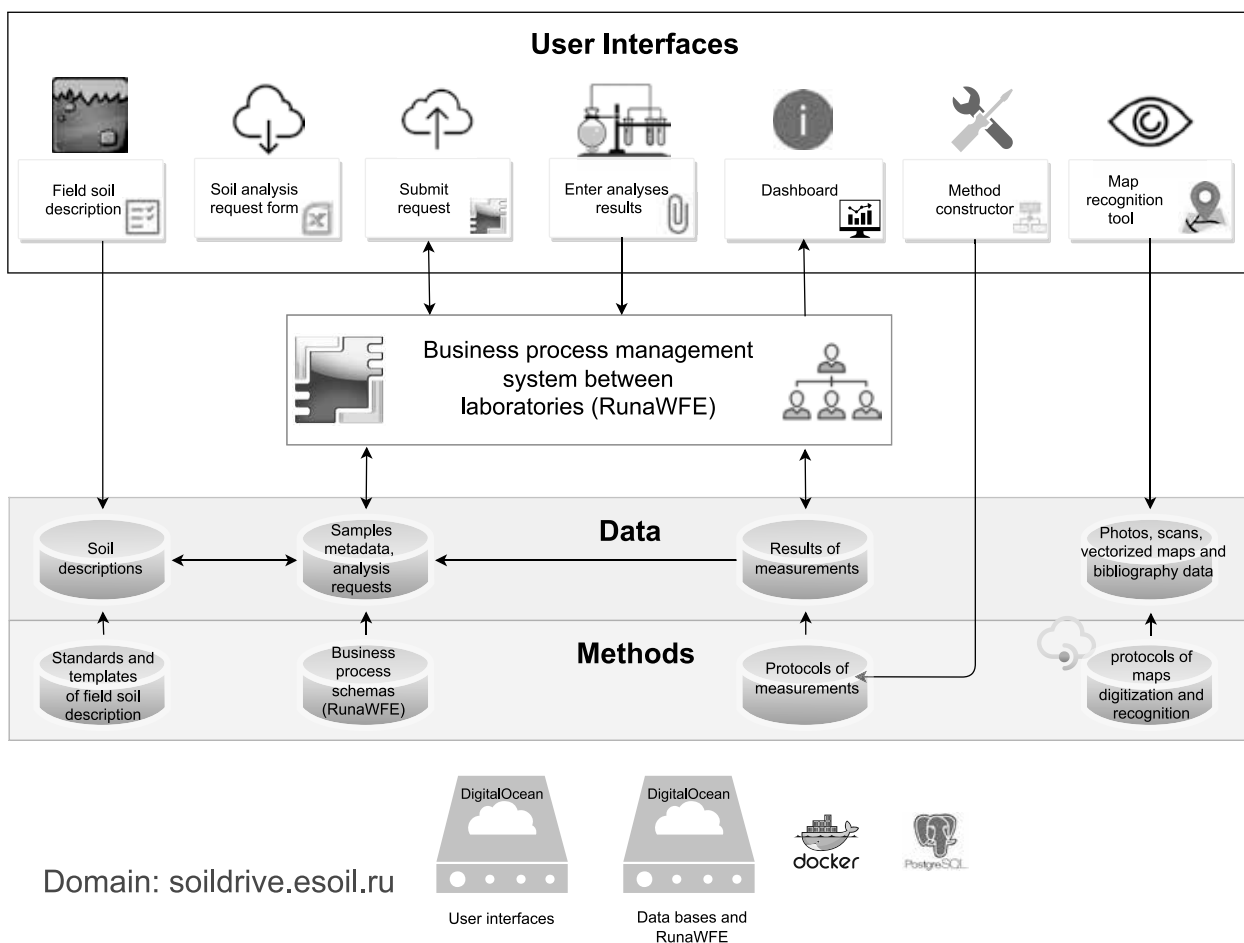 User Interfaces
Field soil
description
Soil analysis
request form
Submit
request
Enter analyses
results
Dashboard
Method
constructor
Map
recognition
tool
Business process management
system between
laboratories (RunaWFE)
Data
Soil
descriptions
Samples
metadata,
analysis
requests
Results of
measurements
Photos, scans,
vectorized maps and
bibliography data
Methods
Standards and
templates
of field soil
description
Business
process
schemas
(RunaWFE)
Protocols of
measurements
protocols of
maps
digitization and
recognition
DigitalOcean
DigitalOcean
docker
PostgreSQL
Domain: soildrive.esoil.ru
User interfaces
Data bases and
RunaWFE